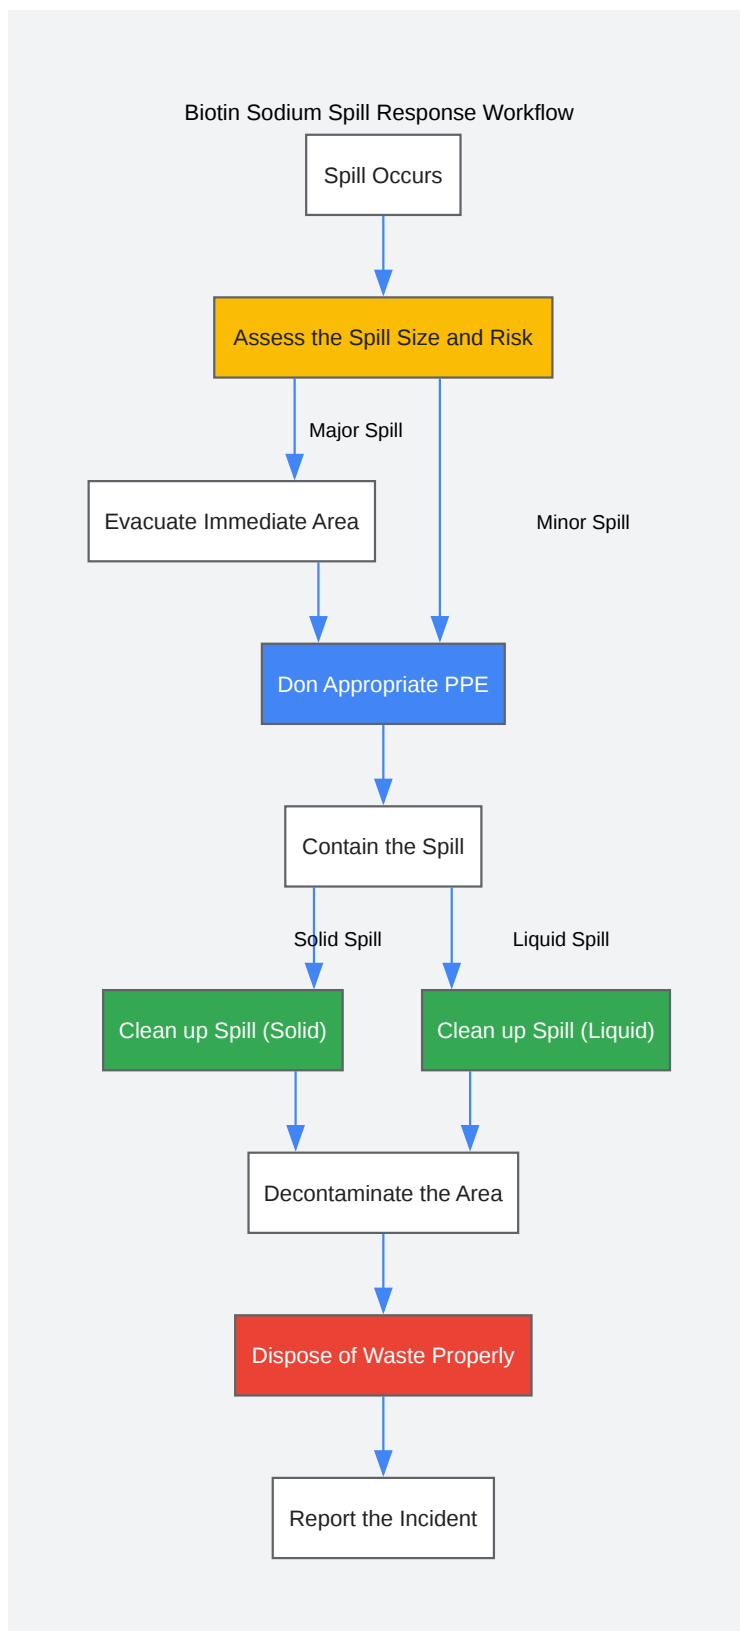 Biotin Sodium Spill Response Workflow
Spill Occurs
Assess the Spill Size and Risk
Major Spill
Evacuate Immediate Area
Minor Spill
Don Appropriate PPE
Contain the Spill
Solid Spill
Liquid Spill
Clean up Spill (Solid)
Clean up Spill (Liquid)
Decontaminate the Area
Dispose of Waste Properly
Report the Incident